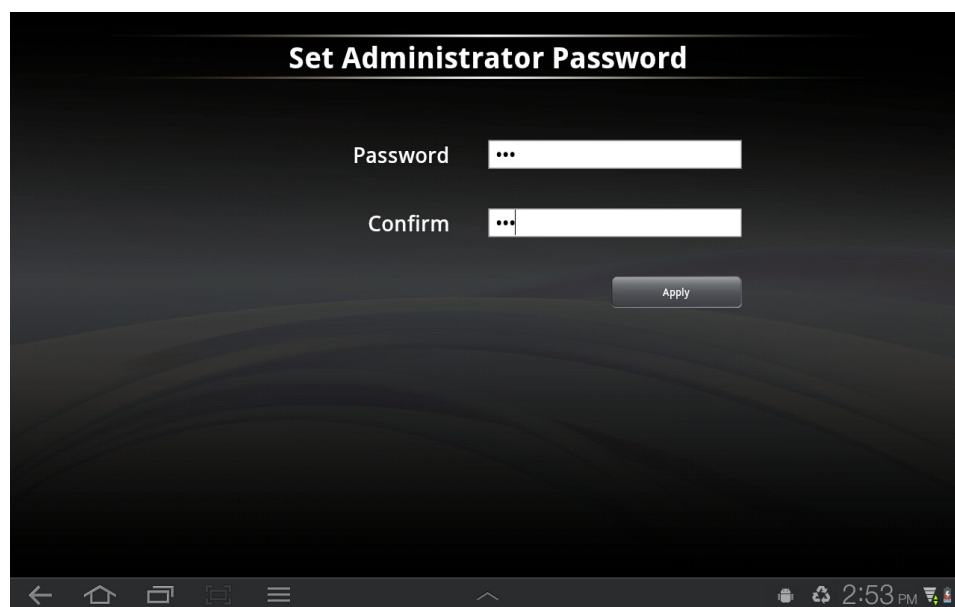 Set Administrator Password
Password •••
Confirm •••
Apply
2:53 PM